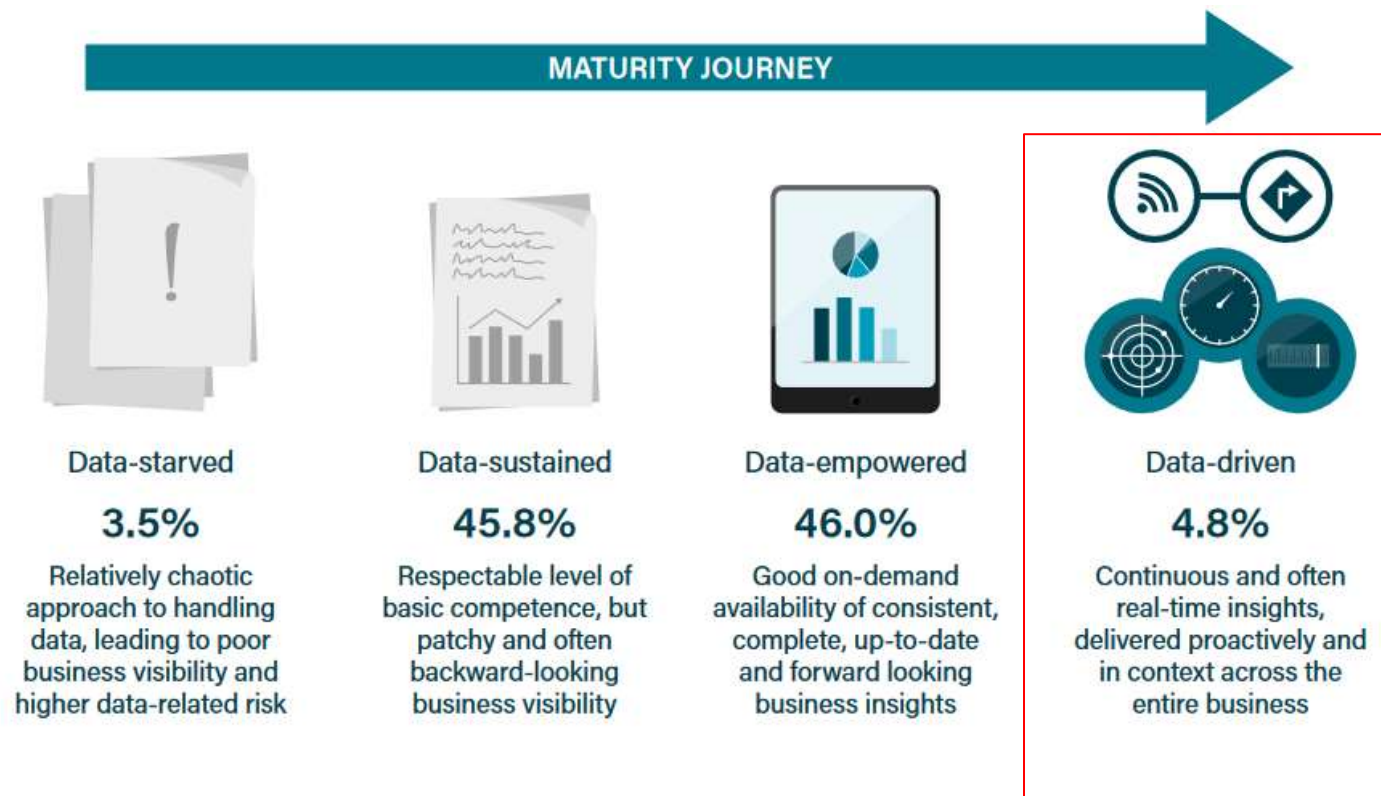 MATURITY JOURNEY
Data-starved
3.5%
Relatively chaotic
approach to handling
data, leading to poor
business visibility and
higher data-related risk
Data-sustained
45.8%
Respectable level of
basic competence, but
patchy and often
backward-looking
business visibility
Data-empowered
46.0%
Good on-demand
availability of consistent,
complete, up-to-date
and forward looking
business insights
Data-driven
4.8%
Continuous and often
real-time insights,
delivered proactively and
in context across the
entire business